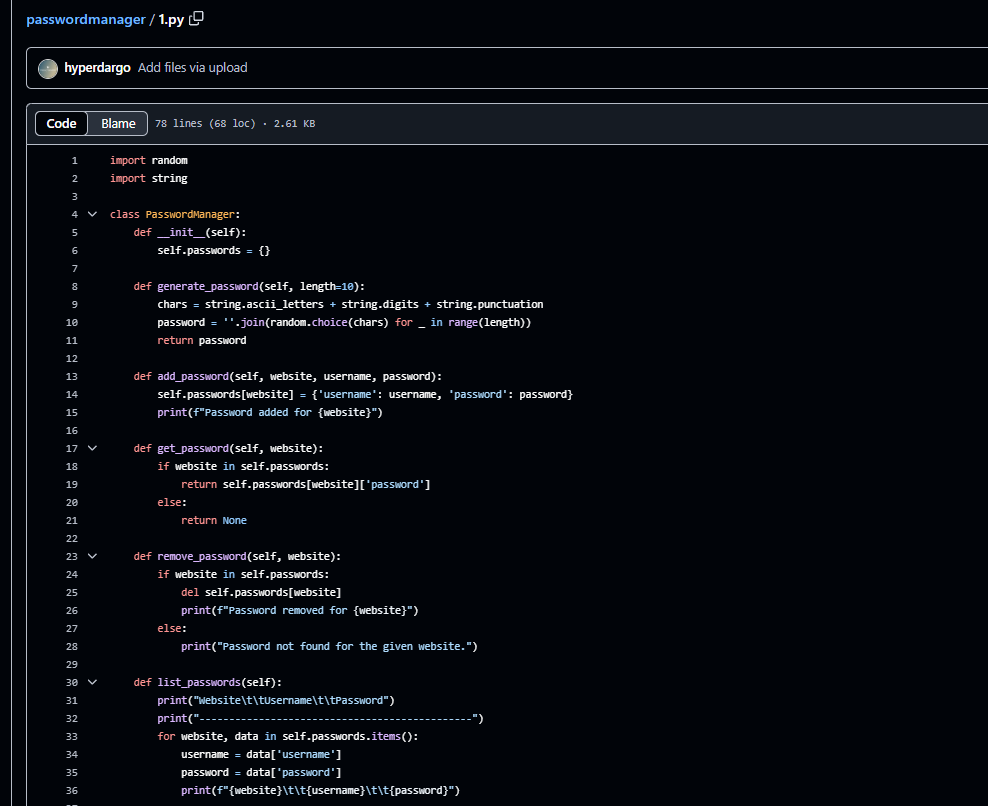 passwordmanager / 1.py
hyperdargo Add files via upload
Code Blame 78 lines (68 loc) · 2.61 KB
1 import random
2 import string
3
4 class PasswordManager:
5     def __init__(self):
6         self.passwords = {}
7
8     def generate_password(self, length=10):
9         chars = string.ascii_letters + string.digits + string.punctuation
10         password = ''.join(random.choice(chars) for _ in range(length))
11         return password
12
13     def add_password(self, website, username, password):
14         self.passwords[website] = {'username': username, 'password': password}
15         print(f"Password added for {website}")
16
17     def get_password(self, website):
18         if website in self.passwords:
19             return self.passwords[website]['password']
20         else:
21             return None
22
23     def remove_password(self, website):
24         if website in self.passwords:
25             del self.passwords[website]
26             print(f"Password removed for {website}")
27         else:
28             print("Password not found for the given website.")
29
30     def list_passwords(self):
31         print("Website\t\tUsername\t\tPassword")
32         print("----------------------------------------------")
33         for website, data in self.passwords.items():
34             username = data['username']
35             password = data['password']
36             print(f"{website}\t\t{username}\t\t{password}")